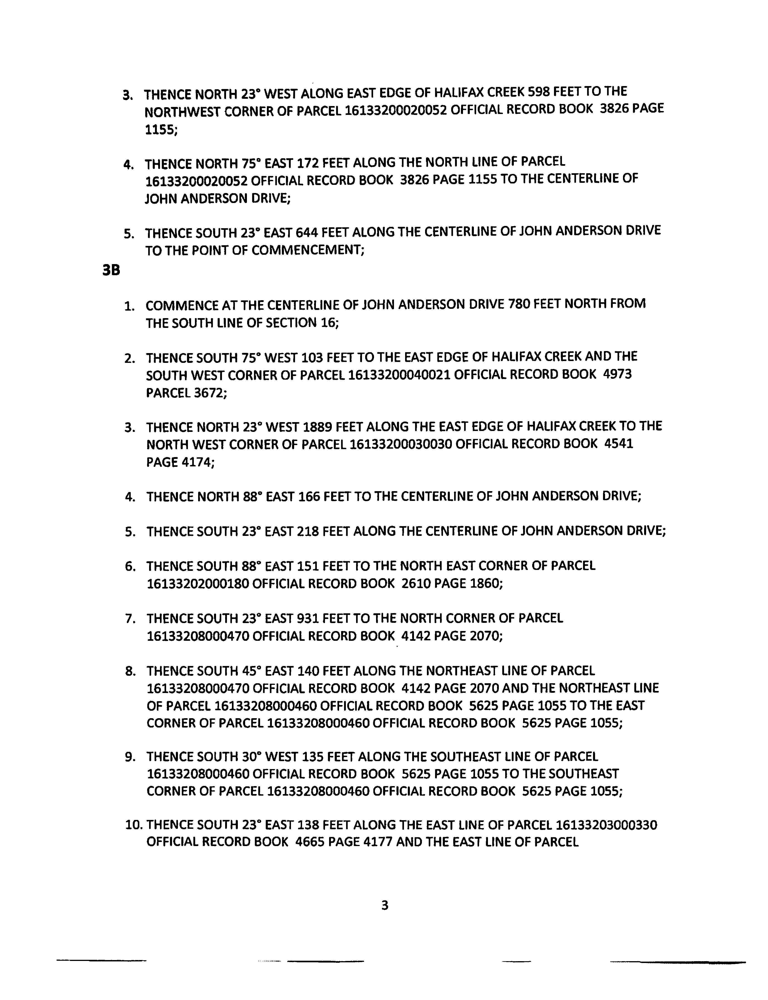 3. THENCE NORTH 23° WEST ALONG EAST EDGE OF HALIFAX CREEK 598 FEET TO THE
NORTHWEST CORNER OF PARCEL 16133200020052 OFFICIAL RECORD BOOK 3826 PAGE
1155;
4. THENCE NORTH 75° EAST 172 FEET ALONG THE NORTH LINE OF PARCEL
16133200020052 OFFICIAL RECORD BOOK 3826 PAGE 1155 TO THE CENTERLINE OF
JOHN ANDERSON DRIVE;
5. THENCE SOUTH 23° EAST 644 FEET ALONG THE CENTERLINE OF JOHN ANDERSON DRIVE
TO THE POINT OF COMMENCEMENT;
3B
1. COMMENCE AT THE CENTERLINE OF JOHN ANDERSON DRIVE 780 FEET NORTH FROM
THE SOUTH LINE OF SECTION 16;
2. THENCE SOUTH 75° WEST 103 FEET TO THE EAST EDGE OF HALIFAX CREEK AND THE
SOUTH WEST CORNER OF PARCEL 16133200040021 OFFICIAL RECORD BOOK 4973
PARCEL 3672;
3. THENCE NORTH 23° WEST 1889 FEET ALONG THE EAST EDGE OF HALIFAX CREEK TO THE
NORTH WEST CORNER OF PARCEL 16133200030030 OFFICIAL RECORD BOOK 4541
PAGE 4174;
4. THENCE NORTH 88° EAST 166 FEET TO THE CENTERLINE OF JOHN ANDERSON DRIVE;
5. THENCE SOUTH 23° EAST 218 FEET ALONG THE CENTERLINE OF JOHN ANDERSON DRIVE;
6. THENCE SOUTH 88° EAST 151 FEET TO THE NORTH EAST CORNER OF PARCEL
16133202000180 OFFICIAL RECORD BOOK 2610 PAGE 1860;
7. THENCE SOUTH 23° EAST 931 FEET TO THE NORTH CORNER OF PARCEL
16133208000470 OFFICIAL RECORD BOOK 4142 PAGE 2070;
8. THENCE SOUTH 45° EAST 140 FEET ALONG THE NORTHEAST LINE OF PARCEL
16133208000470 OFFICIAL RECORD BOOK 4142 PAGE 2070 AND THE NORTHEAST LINE
OF PARCEL 16133208000460 OFFICIAL RECORD BOOK 5625 PAGE 1055 TO THE EAST
CORNER OF PARCEL 16133208000460 OFFICIAL RECORD BOOK 5625 PAGE 1055;
9. THENCE SOUTH 30° WEST 135 FEET ALONG THE SOUTHEAST LINE OF PARCEL
16133208000460 OFFICIAL RECORD BOOK 5625 PAGE 1055 TO THE SOUTHEAST
CORNER OF PARCEL 16133208000460 OFFICIAL RECORD BOOK 5625 PAGE 1055;
10. THENCE SOUTH 23° EAST 138 FEET ALONG THE EAST LINE OF PARCEL 16133203000330
OFFICIAL RECORD BOOK 4665 PAGE 4177 AND THE EAST LINE OF PARCEL
3